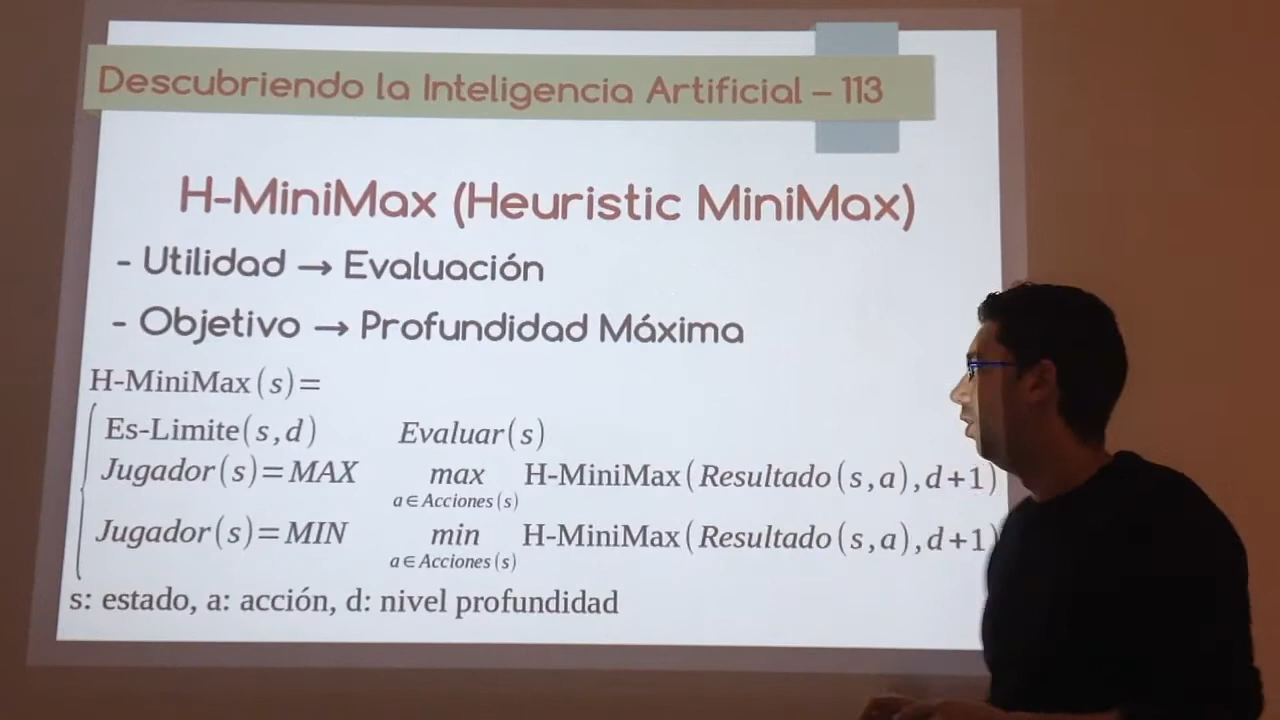 Descubriendo la Inteligencia Artificial – 113
H-MiniMax (Heuristic MiniMax)
- Utilidad → Evaluación
- Objetivo → Profundidad Máxima
H-MiniMax(s)=
Es-Limite(s,d) Evaluar(s)
Jugador(s)=MAX max H-MiniMax(Resultado(s,a),d+1)
a∈Acciones(s)
Jugador(s)=MIN min H-MiniMax(Resultado(s,a),d+1)
a∈Acciones(s)
s: estado, a: acción, d: nivel profundidad